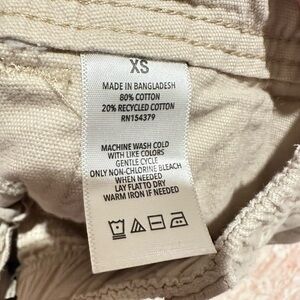 XS
MADE IN BANGLADESH
80% COTTON
20% RECYCLED COTTON
RN154379
MACHINE WASH COLD
WITH LIKE COLORS
GENTLE CYCLE
ONLY NON-CHLORINE BLEACH
WHEN NEEDED
LAY FLAT TO DRY
WARM IRON IF NEEDED